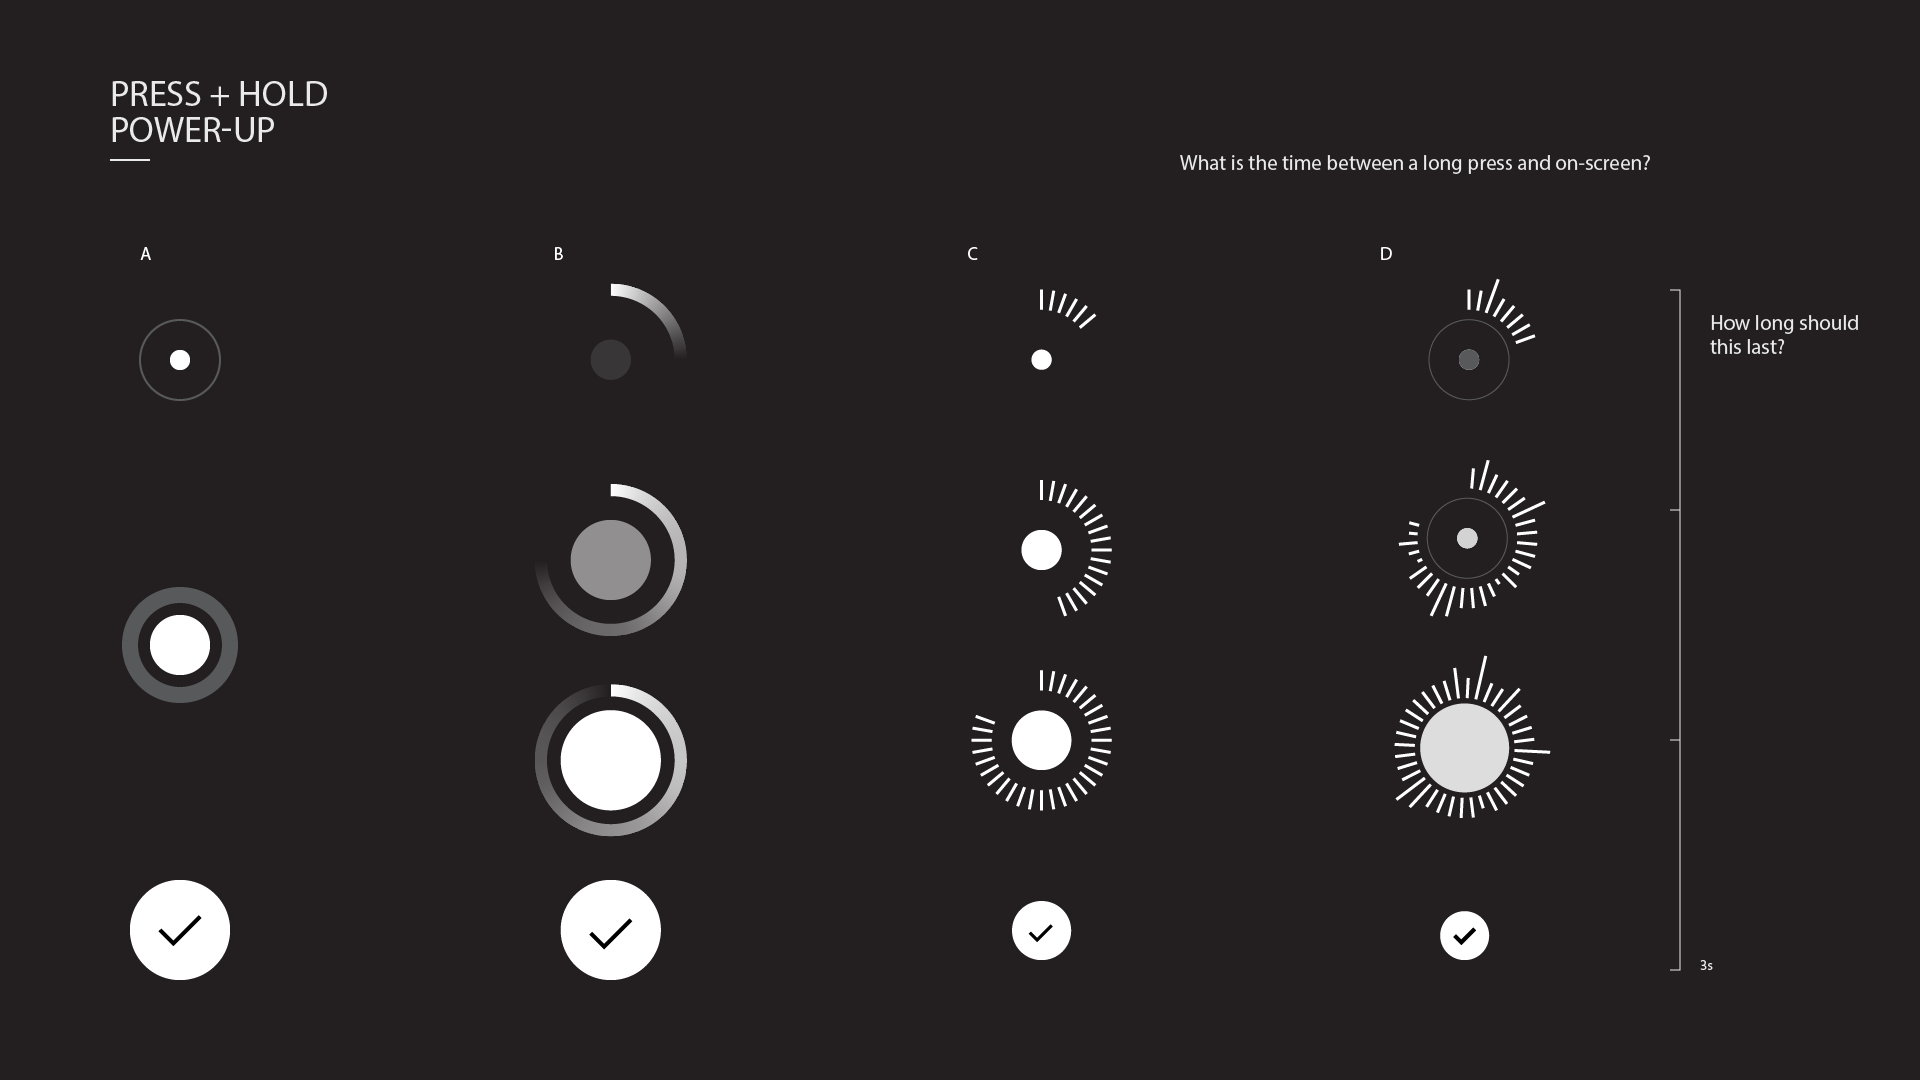 PRESS + HOLD
POWER-UP
What is the time between a long press and on-screen?
A
B
C
D
How long should
this last?
3s